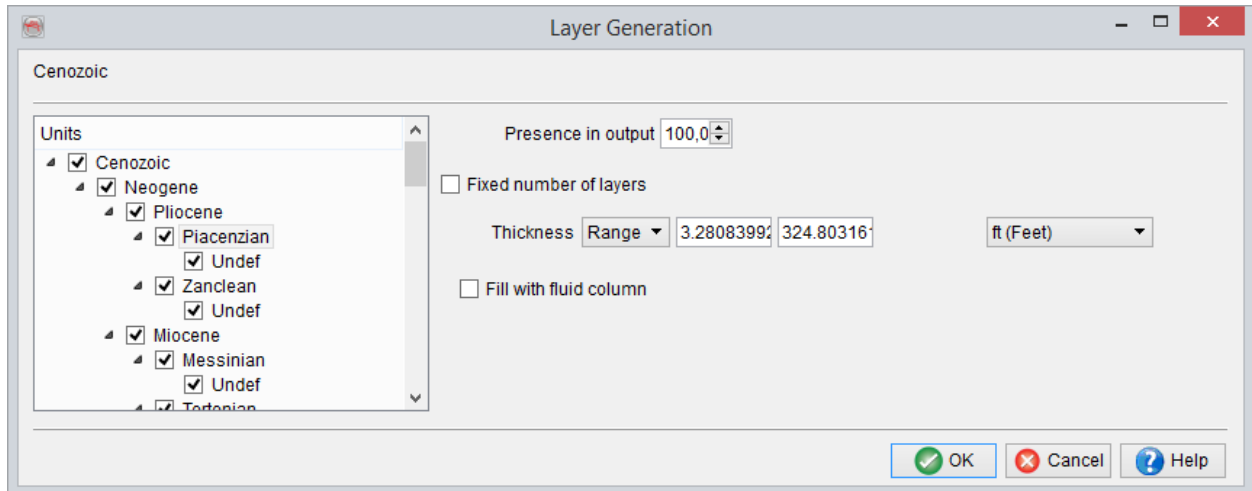 Layer Generation
Cenozoic
Units
Cenozoic
Neogene
Pliocene
Piacenzian
Undef
Zanclean
Undef
Miocene
Messinian
Undef
Tortonian
Presence in output 100,0
Fixed number of layers
Thickness Range 3.28083992 324.803161 ft (Feet)
Fill with fluid column
OK Cancel Help